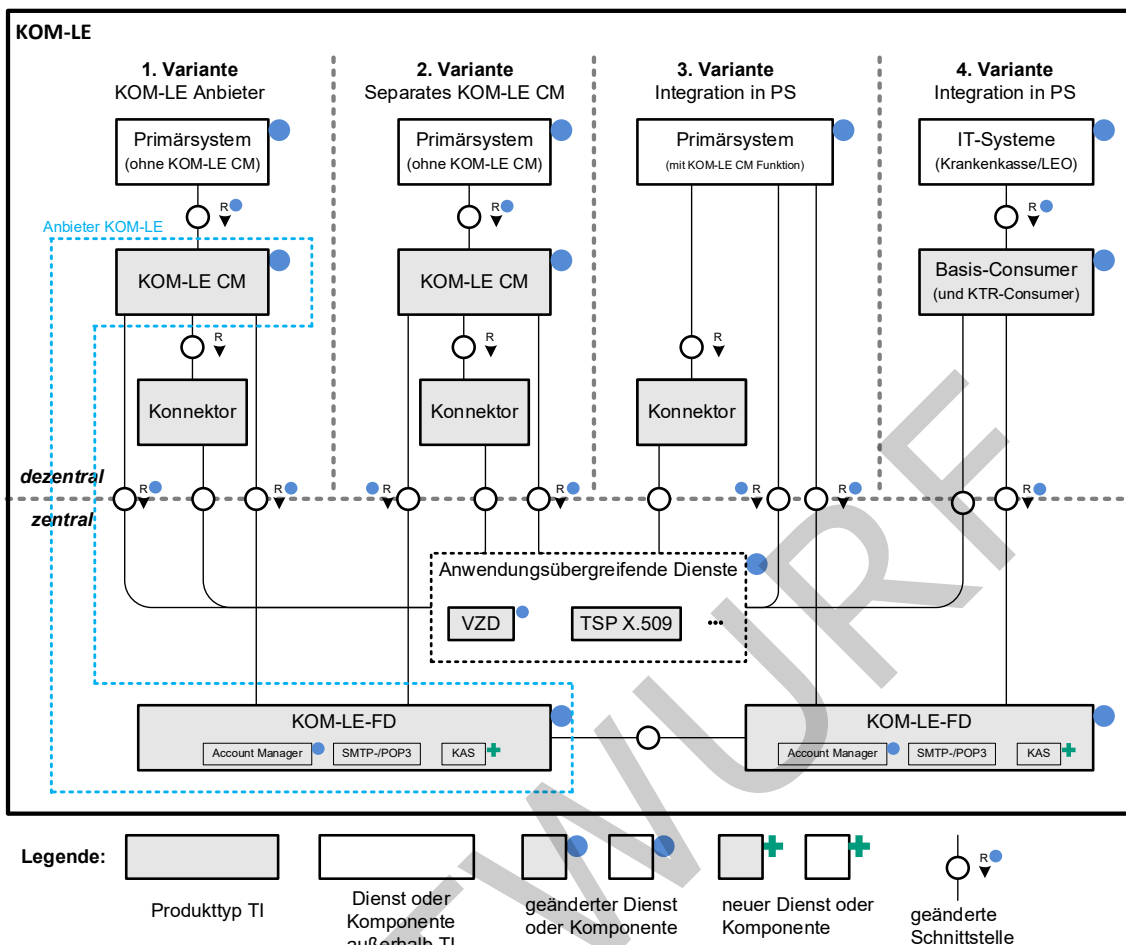 KOM-LE
1. Variante
KOM-LE Anbieter
2. Variante
Separates KOM-LE CM
3. Variante
Integration in PS
4. Variante
Integration in PS
Primärsystem
(ohne KOM-LE CM)
Primärsystem
(ohne KOM-LE CM)
Primärsystem
(mit KOM-LE CM Funktion)
IT-Systeme
(Krankenkasse/LEO)
R
R
R
Anbieter KOM-LE
KOM-LE CM
KOM-LE CM
Basis-Consumer
(und KTR-Consumer)
R
R
R
Konnektor
Konnektor
Konnektor
dezentral
R
R
R
R
R
R
R
zentral
Anwendungsübergreifende Dienste
VZD
TSP X.509
...
KOM-LE-FD
Account Manager
SMTP-/POP3
KAS
KOM-LE-FD
Account Manager
SMTP-/POP3
KAS
Legende:
Produkttyp TI
Dienst oder
Komponente
außerhalb TI
geänderter Dienst
oder Komponente
neuer Dienst oder
Komponente
R
geänderte
Schnittstelle
TWURF